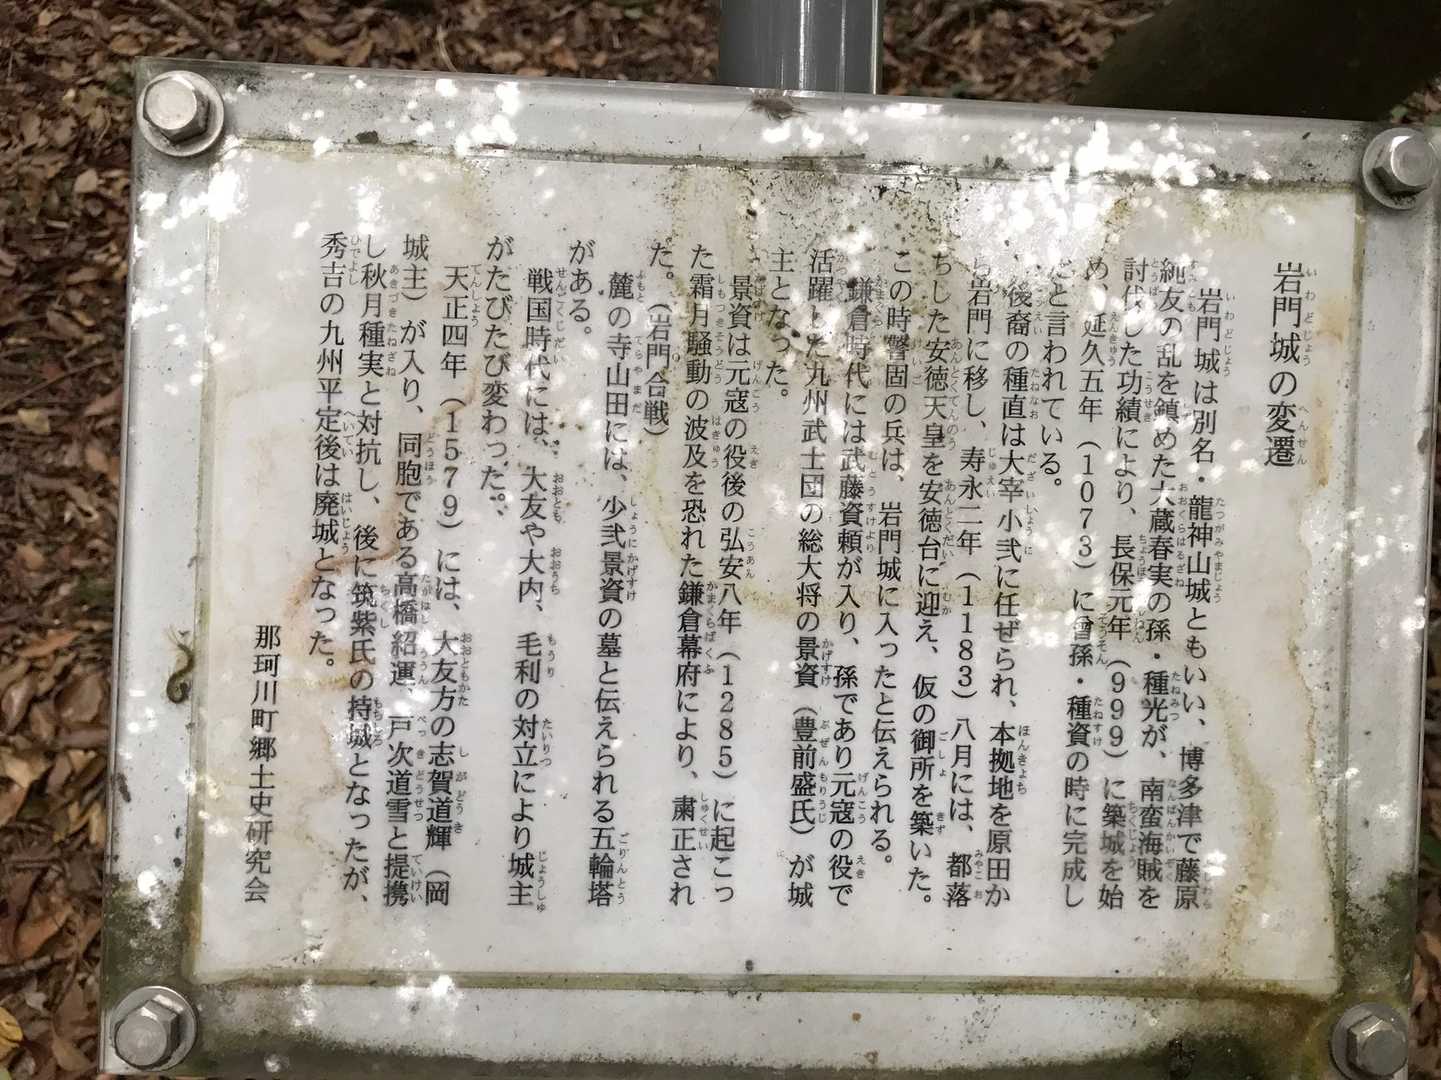 岩門城の変遷
岩門城は別名・龍神山城ともいい、博多津で藤原
純友の乱を鎮めた大蔵春実の孫・種光が、南蛮海賊を
討伐した功績により、長保元年（999）に築城を始
め、延久五年（1073）に曾孫・種資の時に完成し
たと言われている。
後裔の種直は大宰少弐に任ぜられ、本拠地を原田か
ら岩門に移し、寿永二年（1183）八月には、都落
ちした安徳天皇を安徳台に迎え、仮の御所を築いた。
この時警固の兵は、岩門城に入ったと伝えられる。
鎌倉時代には武藤資頼が入り、孫であり元寇の役で
活躍した九州武士団の総大将の景資（豊前盛氏）が城
主となった。
景資は元寇の役後の弘安八年（1285）に起こっ
た霜月騒動の波及を恐れた鎌倉幕府により、粛正され
た。（岩門合戦）
麓の寺山田には、少弐景資の墓と伝えられる五輪塔
がある。
戦国時代には、大友や大内、毛利の対立により城主
がたびたび変わった。
天正四年（1579）には、大友方の志賀道輝（岡
城主）が入り、同胞である高橋紹運、戸次道雪と提携
し秋月種実と対抗し、後に筑紫氏の持城となったが、
秀吉の九州平定後は廃城となった。
那珂川町郷土史研究会